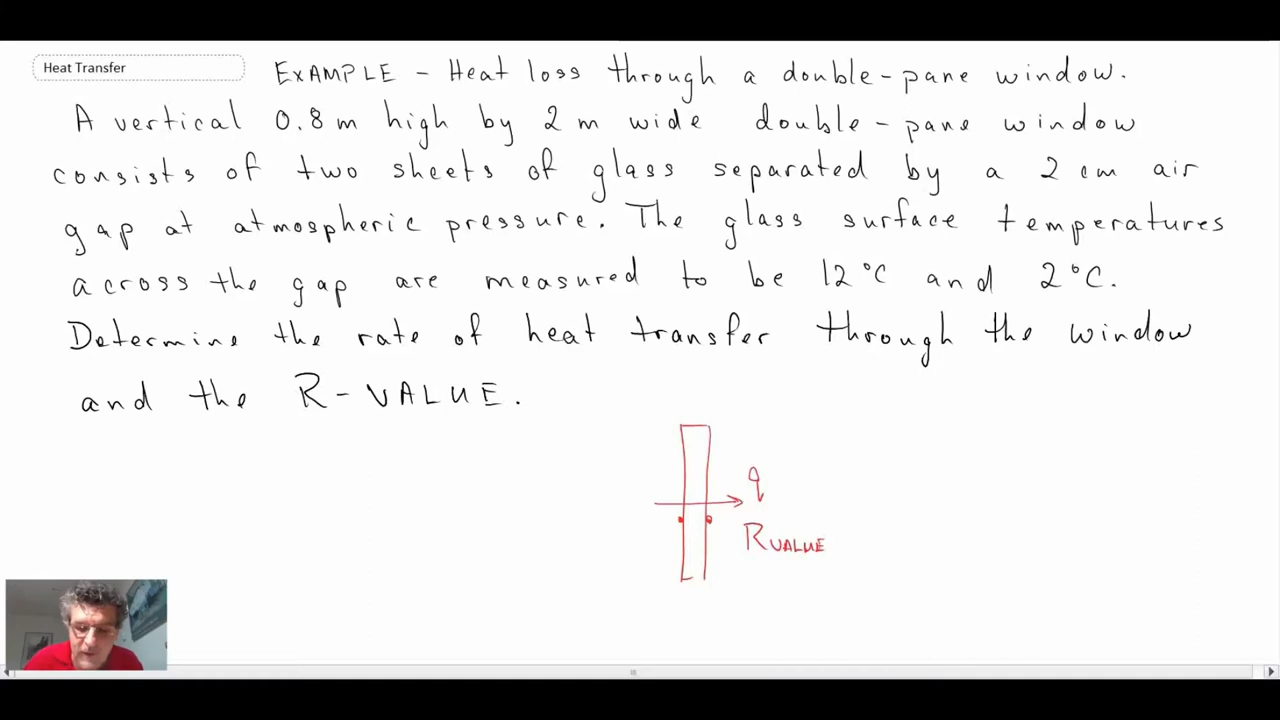 Heat Transfer
EXAMPLE - Heat loss through a double-pane window.
A vertical 0.8 m high by 2 m wide double-pane window
consists of two sheets of glass separated by a 2 cm air
gap at atmospheric pressure. The glass surface temperatures
across the gap are measured to be 12°C and 2°C.
Determine the rate of heat transfer through the window
and the R-VALUE.
q
RVALUE